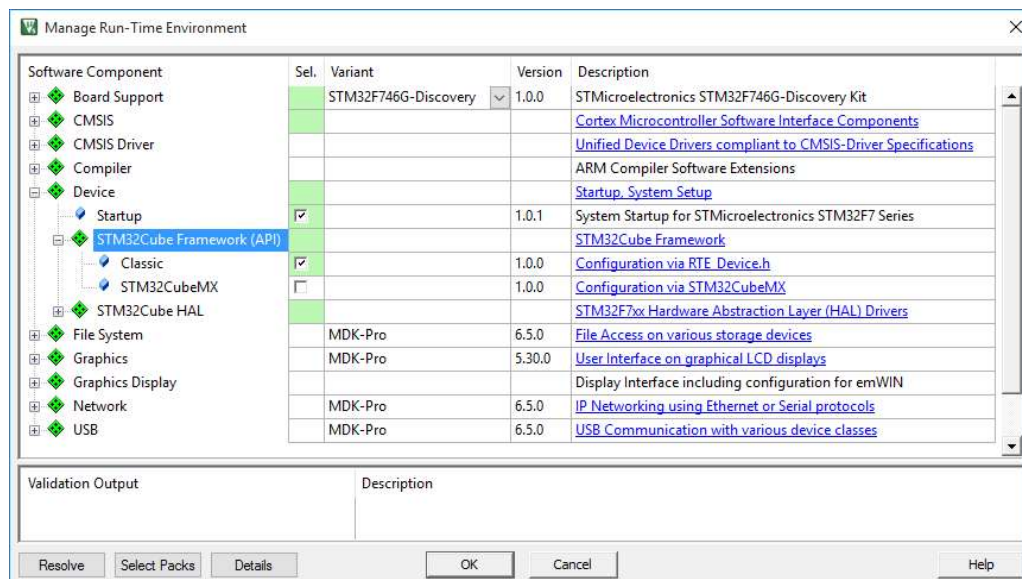 Manage Run-Time Environment
Software Component Sel. Variant Version Description
Board Support STM32F746G-Discovery 1.0.0 STMicroelectronics STM32F746G-Discovery Kit
CMSIS Cortex Microcontroller Software Interface Components
CMSIS Driver Unified Device Drivers compliant to CMSIS-Driver Specifications
Compiler ARM Compiler Software Extensions
Device Startup, System Setup
Startup 1.0.1 System Startup for STMicroelectronics STM32F7 Series
STM32Cube Framework (API) STM32Cube Framework
Classic 1.0.0 Configuration via RTE_Device.h
STM32CubeMX 1.0.0 Configuration via STM32CubeMX
STM32Cube HAL STM32F7xx Hardware Abstraction Layer (HAL) Drivers
File System MDK-Pro 6.5.0 File Access on various storage devices
Graphics MDK-Pro 5.30.0 User Interface on graphical LCD displays
Graphics Display Display Interface including configuration for emWIN
Network MDK-Pro 6.5.0 IP Networking using Ethernet or Serial protocols
USB MDK-Pro 6.5.0 USB Communication with various device classes
Validation Output Description
Resolve Select Packs Details OK Cancel Help